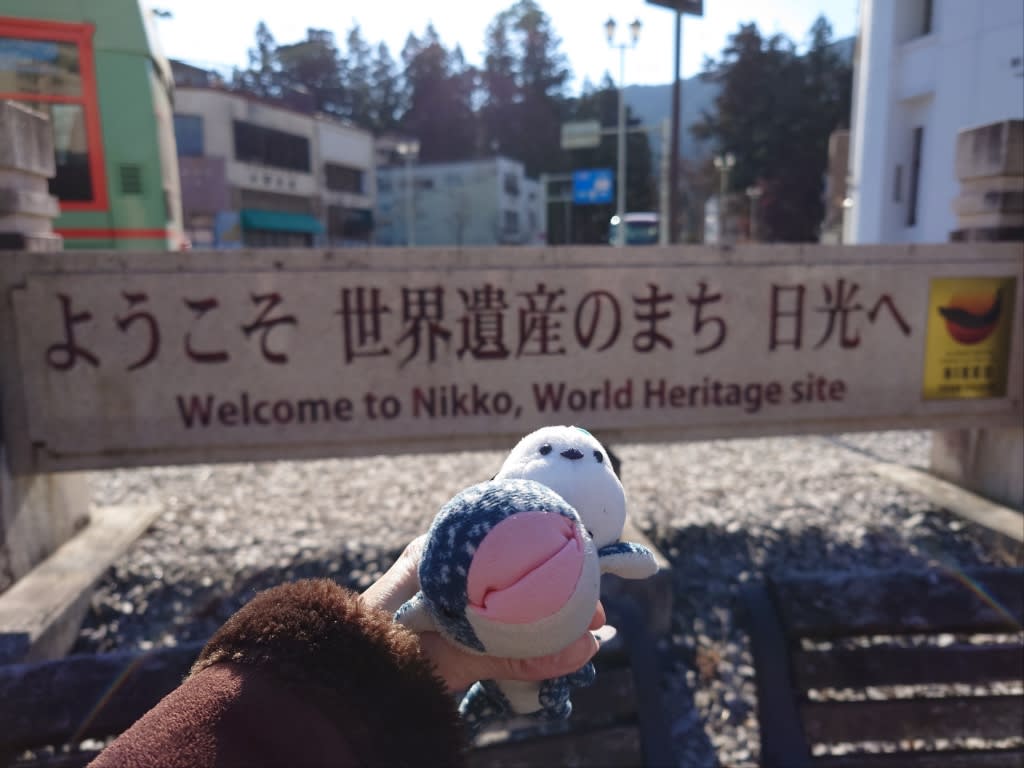 ようこそ 世界遺産のまち 日光へ
Welcome to Nikko, World Heritage site
NIKKO